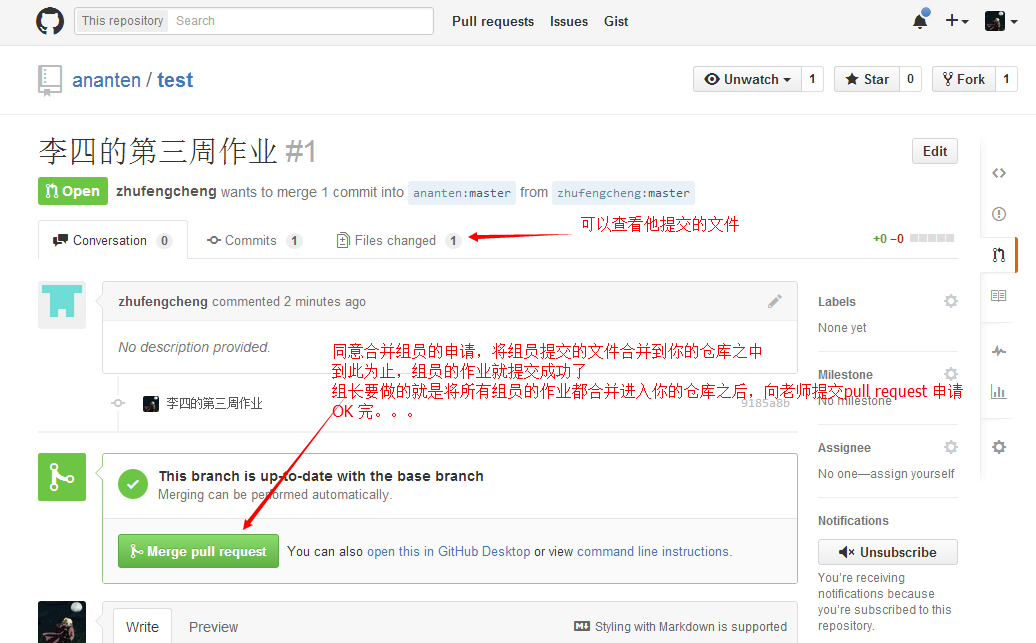 This repository Search Pull requests Issues Gist
ananten / test Unwatch 1 Star 0 Fork 1
李四的第三周作业 #1 Edit
Open zhufengcheng wants to merge 1 commit into ananten:master from zhufengcheng:master
可以查看他提交的文件
Conversation 0 Commits 1 Files changed 1 +0 −0
zhufengcheng commented 2 minutes ago
No description provided.
Labels
None yet
同意合并组员的申请，将组员提交的文件合并到你的仓库之中
到此为止，组员的作业就提交成功了
组长要做的就是将所有组员的作业都合并进入你的仓库之后，向老师提交pull request 申请
OK 完。。。
Milestone
No milestone
李四的第三周作业 9185a8b
Assignee
No one—assign yourself
This branch is up-to-date with the base branch
Merging can be performed automatically.
Merge pull request You can also open this in GitHub Desktop or view command line instructions.
Notifications
Unsubscribe
You’re receiving
notifications because
you’re subscribed to this
repository.
Write Preview Styling with Markdown is supported